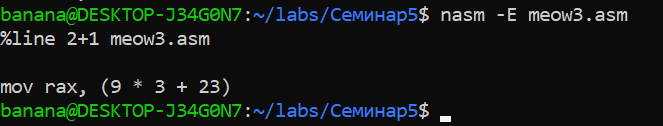 banana@DESKTOP-J34G0N7:~/labs/Семинар5$ nasm -E meow3.asm
%line 2+1 meow3.asm
mov rax, (9 * 3 + 23)
banana@DESKTOP-J34G0N7:~/labs/Семинар5$